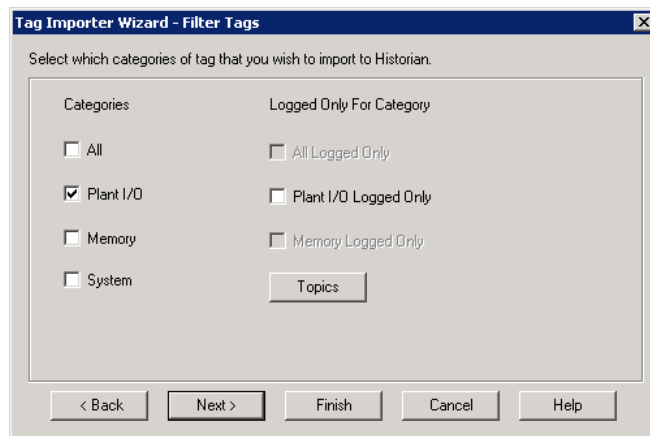 Tag Importer Wizard - Filter Tags
Select which categories of tag that you wish to import to Historian.
Categories Logged Only For Category
All All Logged Only
Plant I/O Plant I/O Logged Only
Memory Memory Logged Only
System Topics
< Back Next > Finish Cancel Help